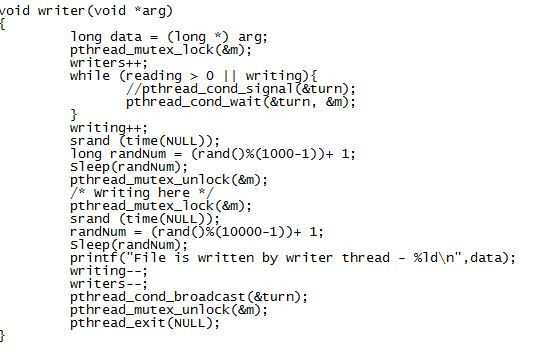 void writer(void *arg)
{
long data = (long *) arg;
pthread_mutex_lock(&m);
writers++;
while (reading > 0 || writing){
//pthread_cond_signal(&turn);
pthread_cond_wait(&turn, &m);
}
writing++;
srand (time(NULL));
long randNum = (rand()%(1000-1))+ 1;
Sleep(randNum);
pthread_mutex_unlock(&m);
/* Writing here */
pthread_mutex_lock(&m);
srand (time(NULL));
randNum = (rand()%(10000-1))+ 1;
Sleep(randNum);
printf("File is written by writer thread - %ld\n",data);
writing--;
writers--;
pthread_cond_broadcast(&turn);
pthread_mutex_unlock(&m);
pthread_exit(NULL);
}